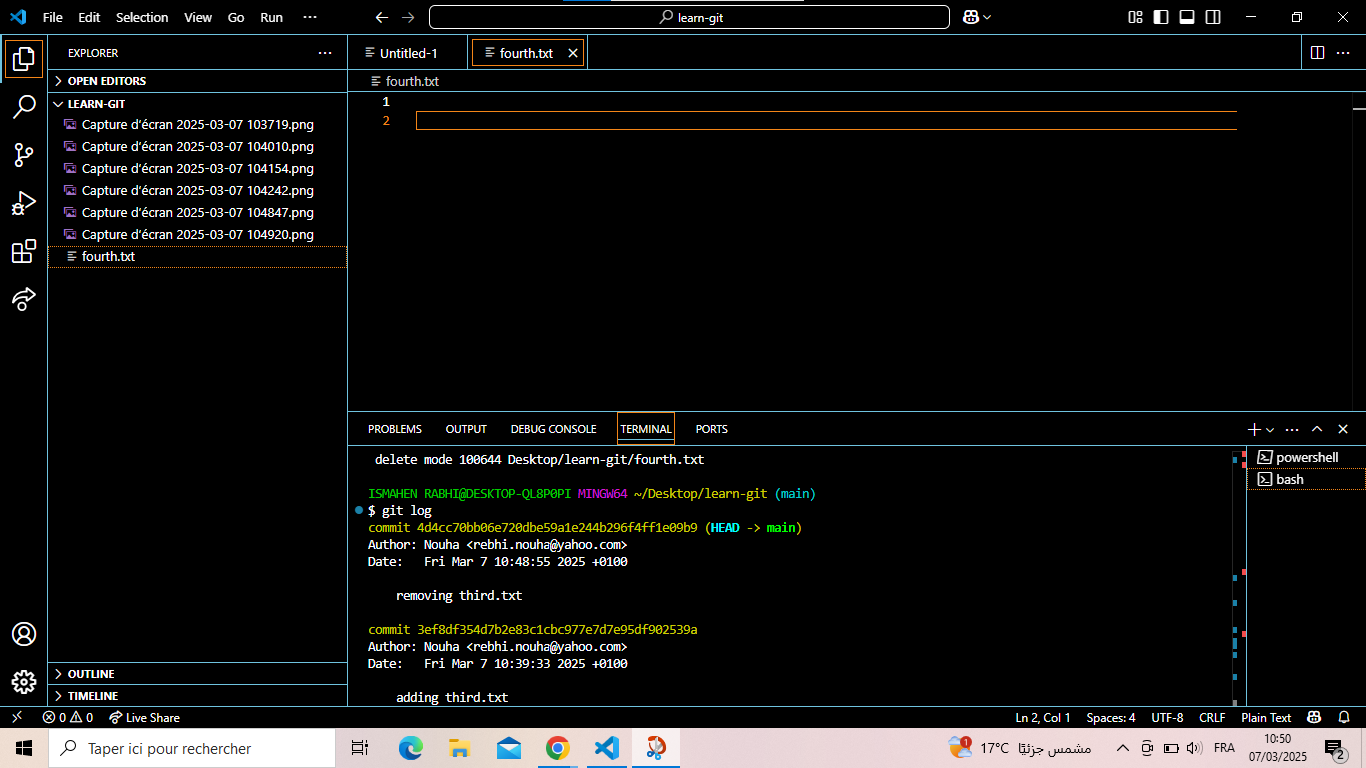 File Edit Selection View Go Run ···
learn-git
EXPLORER
Untitled-1
fourth.txt
OPEN EDITORS
fourth.txt
LEARN-GIT
Capture d'écran 2025-03-07 103719.png
Capture d'écran 2025-03-07 104010.png
Capture d'écran 2025-03-07 104154.png
Capture d'écran 2025-03-07 104242.png
Capture d'écran 2025-03-07 104847.png
Capture d'écran 2025-03-07 104920.png
fourth.txt
1
2
PROBLEMS OUTPUT DEBUG CONSOLE TERMINAL PORTS
delete mode 100644 Desktop/learn-git/fourth.txt
ISMAHEN RABHI@DESKTOP-QL8P0PI MINGW64 ~/Desktop/learn-git (main)
$ git log
commit 4d4cc70bb06e720dbe59a1e244b296f4ff1e09b9 (HEAD -> main)
Author: Nouha <rebhi.nouha@yahoo.com>
Date:   Fri Mar 7 10:48:55 2025 +0100
removing third.txt
commit 3ef8df354d7b2e83c1cbc977e7d7e95df902539a
Author: Nouha <rebhi.nouha@yahoo.com>
Date:   Fri Mar 7 10:39:33 2025 +0100
adding third.txt
powershell
bash
OUTLINE
TIMELINE
0 0 Live Share
Ln 2, Col 1 Spaces: 4 UTF-8 CRLF Plain Text
Taper ici pour rechercher
1
17°C مشمس جزئيًا
FRA
10:50
07/03/2025
2